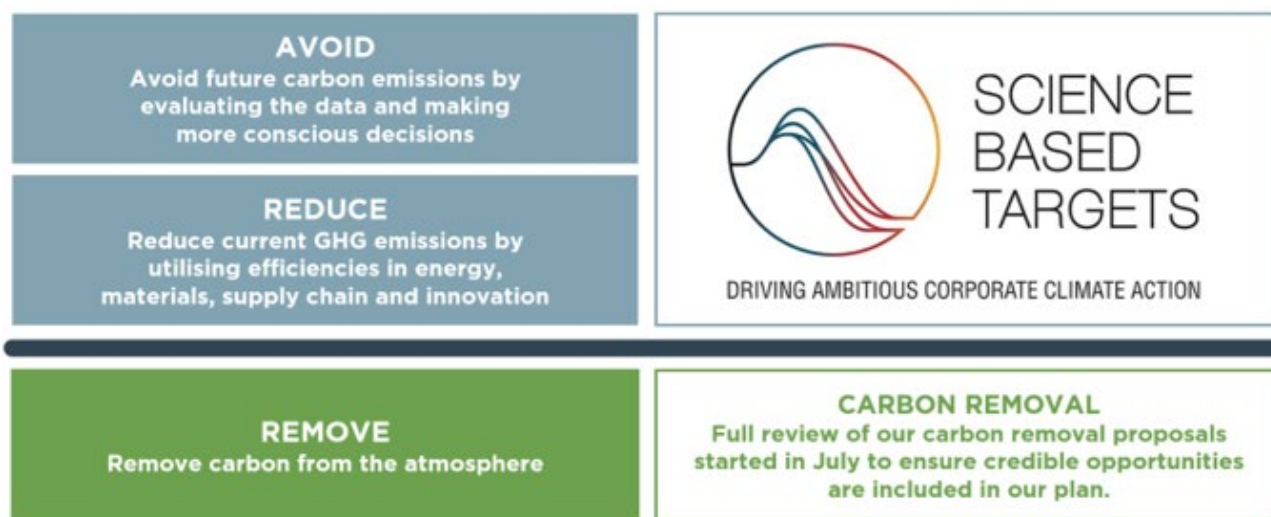 AVOID
Avoid future carbon emissions by
evaluating the data and making
more conscious decisions
REDUCE
Reduce current GHG emissions by
utilising efficiencies in energy,
materials, supply chain and innovation
SCIENCE
BASED
TARGETS
DRIVING AMBITIOUS CORPORATE CLIMATE ACTION
REMOVE
Remove carbon from the atmosphere
CARBON REMOVAL
Full review of our carbon removal proposals
started in July to ensure credible opportunities
are included in our plan.